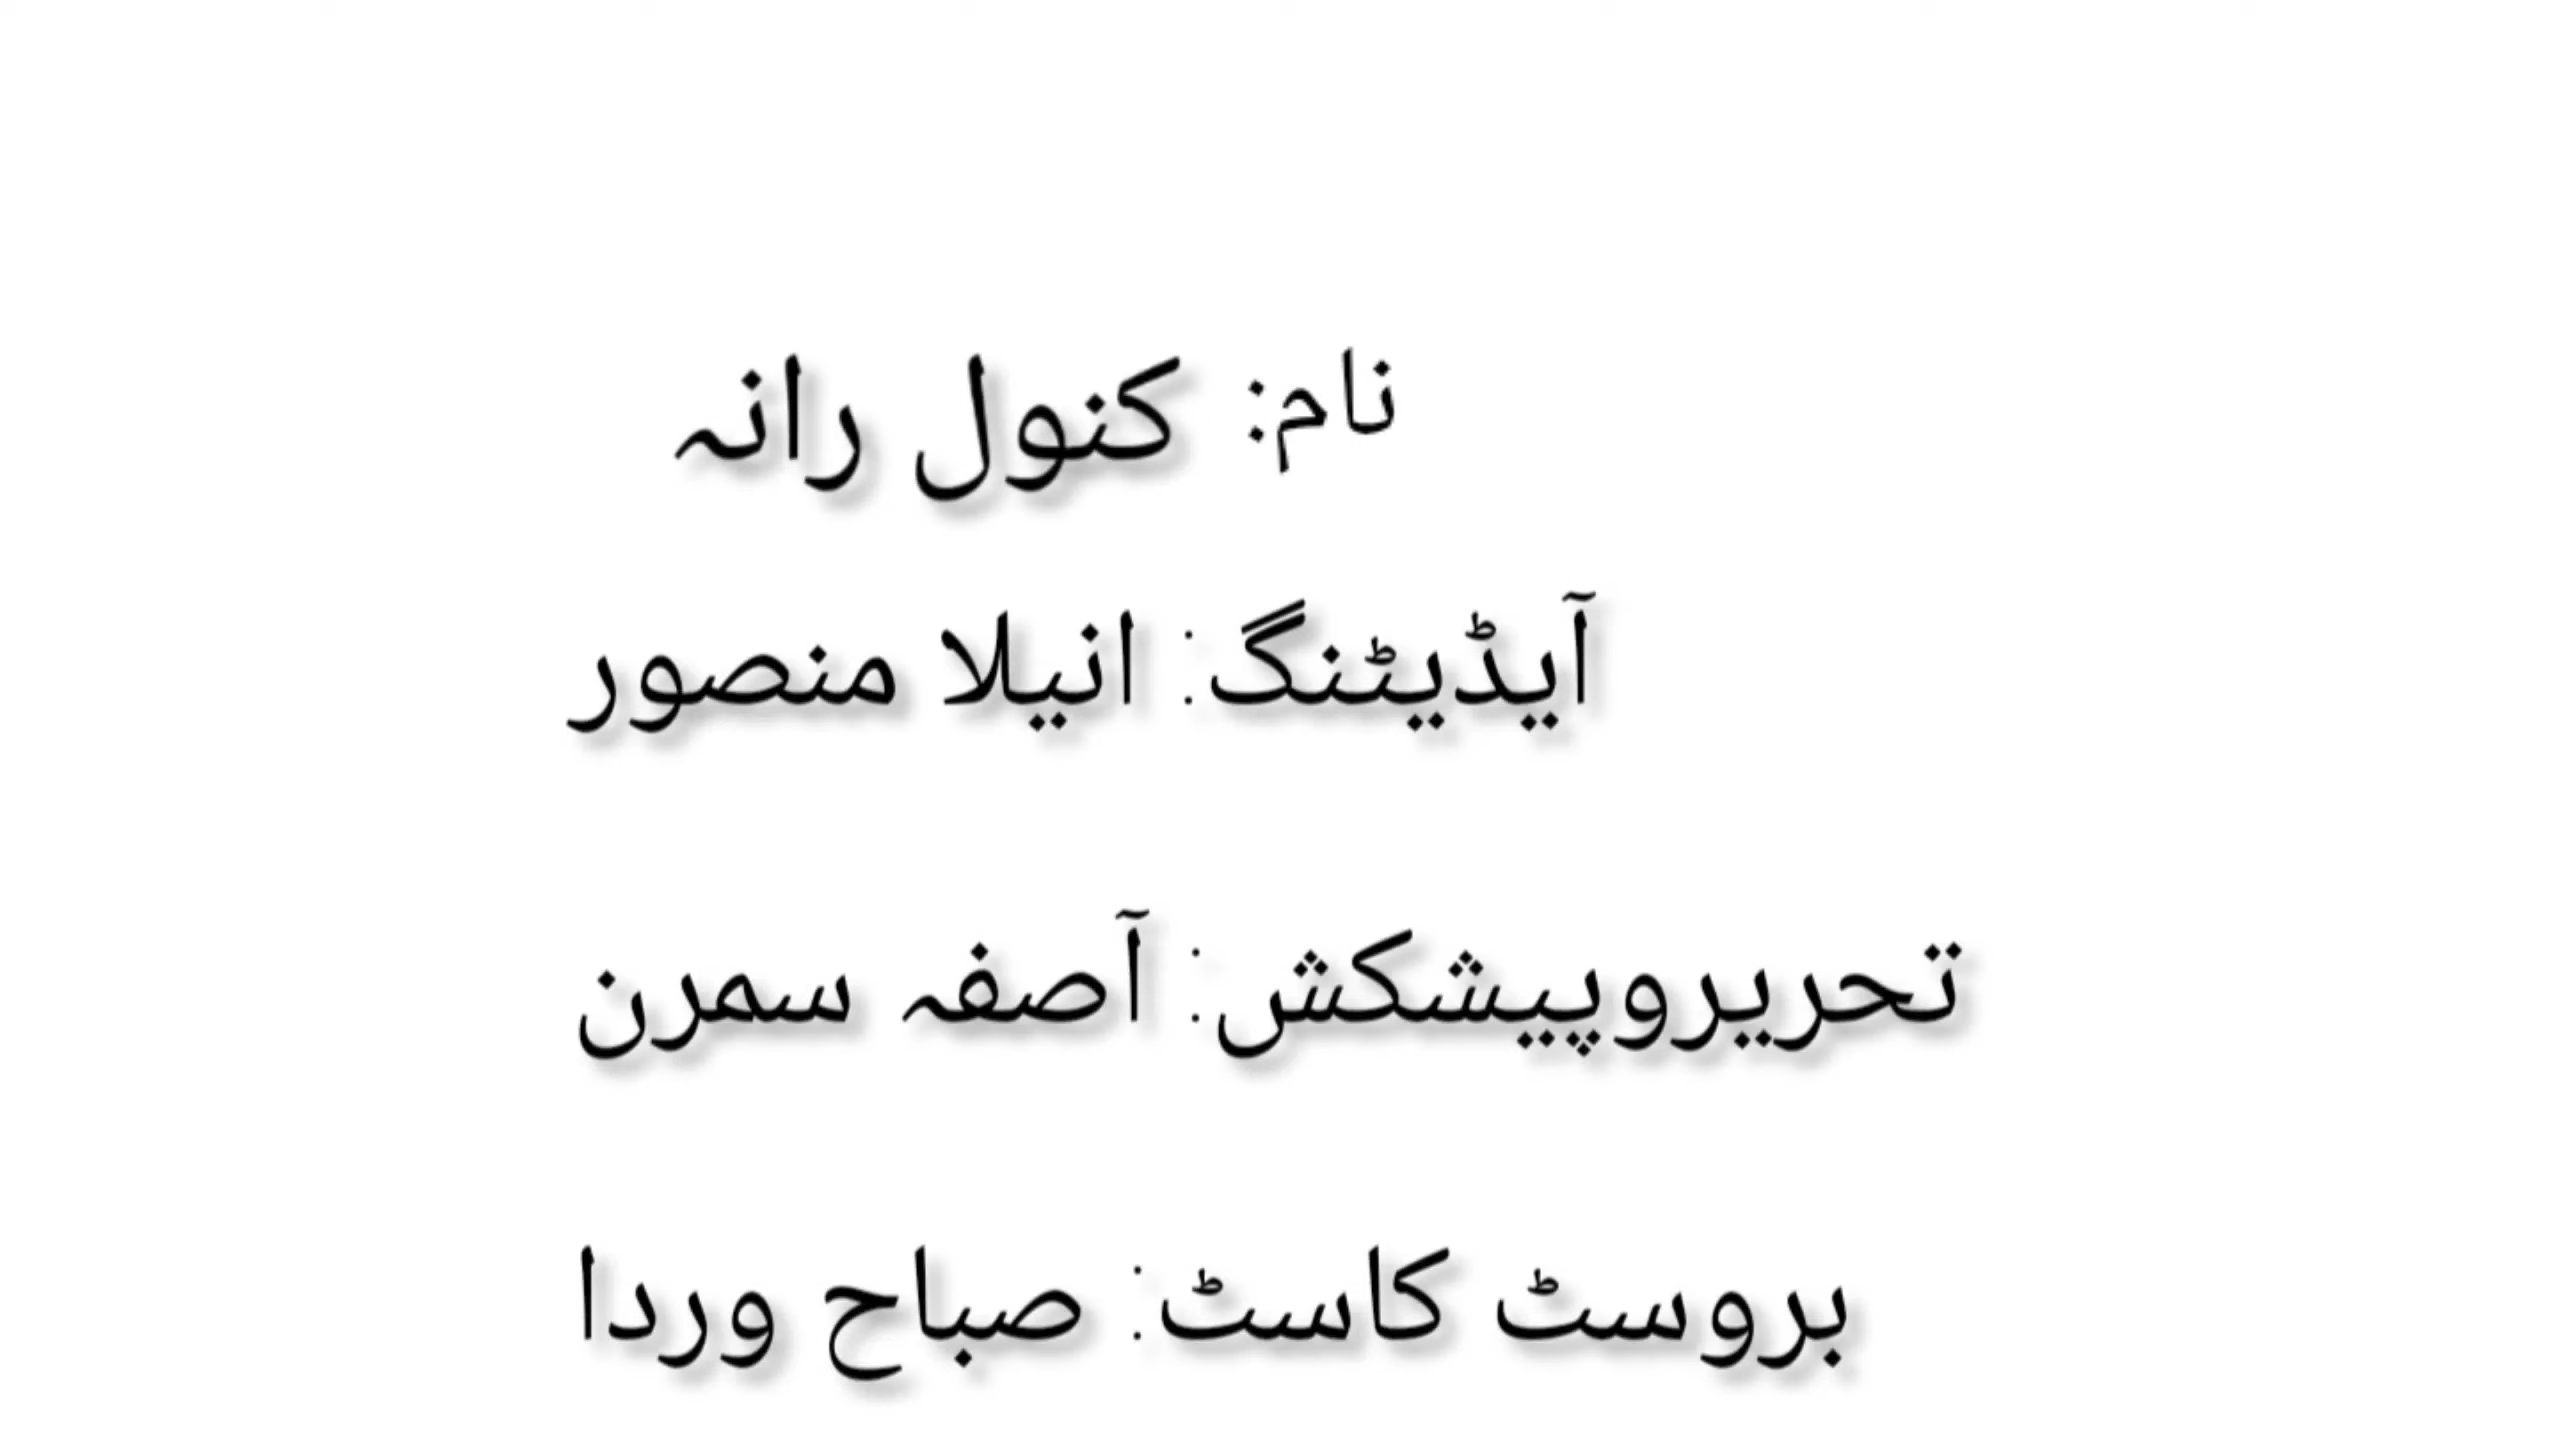 نام: کنول رانہ
آیڈیٹنگ: انیلا منصور
تحریروپیشکش: آصفہ سمرن
بروسٹ کاسٹ: صباح وردا